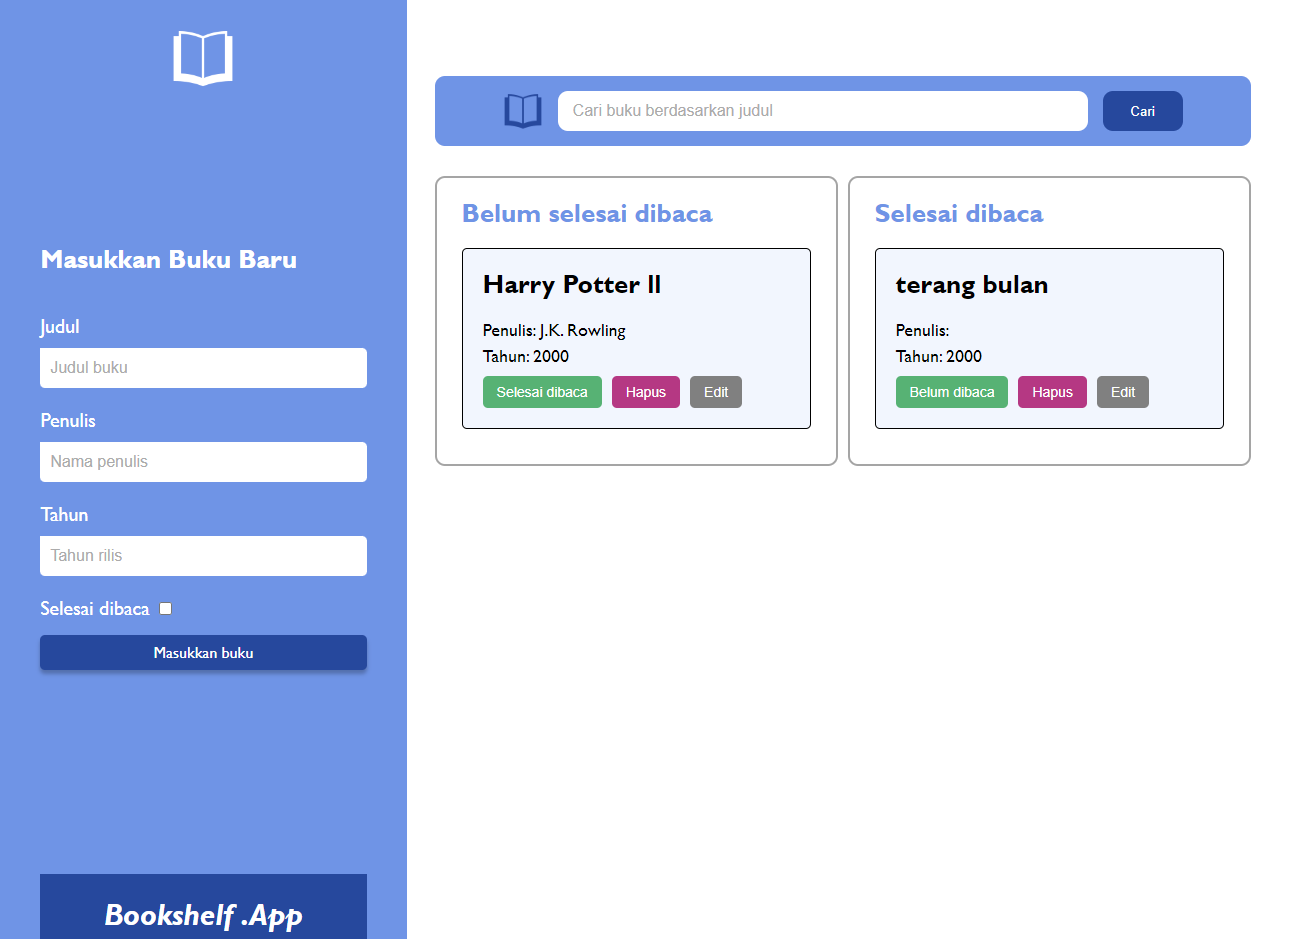 Masukkan Buku Baru
Judul
Judul buku
Penulis
Nama penulis
Tahun
Tahun rilis
Selesai dibaca
Masukkan buku
Bookshelf .App
Cari buku berdasarkan judul
Cari
Belum selesai dibaca
Harry Potter II
Penulis: J.K. Rowling
Tahun: 2000
Selesai dibaca
Hapus
Edit
Selesai dibaca
terang bulan
Penulis:
Tahun: 2000
Belum dibaca
Hapus
Edit